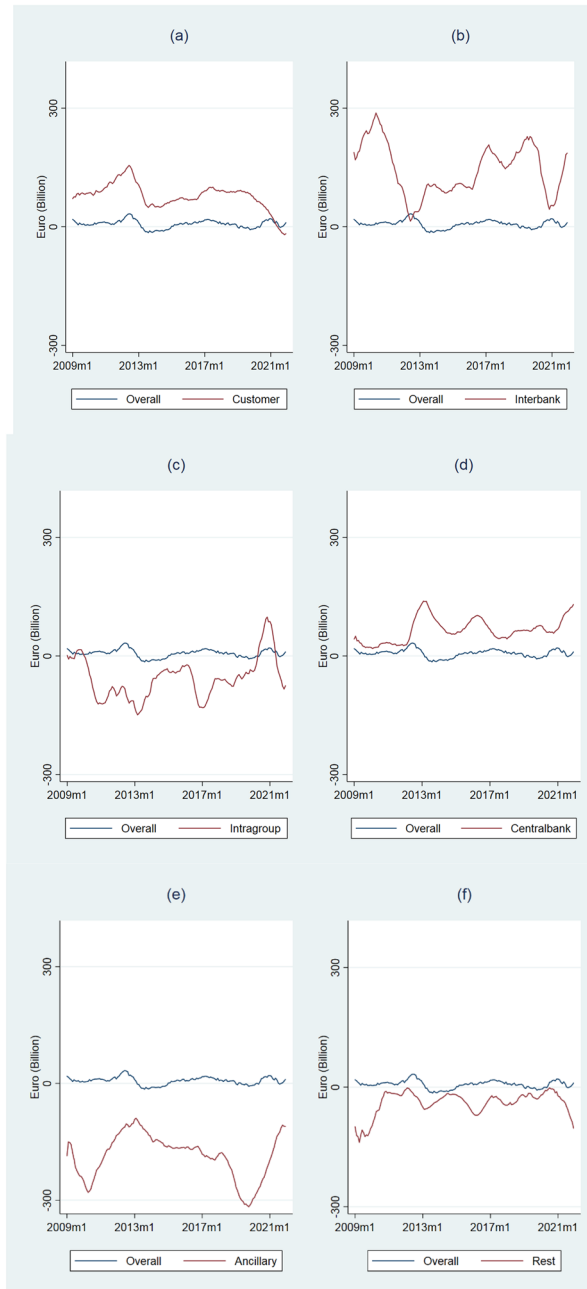 (a)
Euro (Billion)
300
0
-300
2009m1 2013m1 2017m1 2021m1
Overall Customer
(b)
Euro (Billion)
300
0
-300
2009m1 2013m1 2017m1 2021m1
Overall Interbank
(c)
Euro (Billion)
300
0
-300
2009m1 2013m1 2017m1 2021m1
Overall Intragroup
(d)
Euro (Billion)
300
0
-300
2009m1 2013m1 2017m1 2021m1
Overall Centralbank
(e)
Euro (Billion)
300
0
-300
2009m1 2013m1 2017m1 2021m1
Overall Ancillary
(f)
Euro (Billion)
300
0
-300
2009m1 2013m1 2017m1 2021m1
Overall Rest